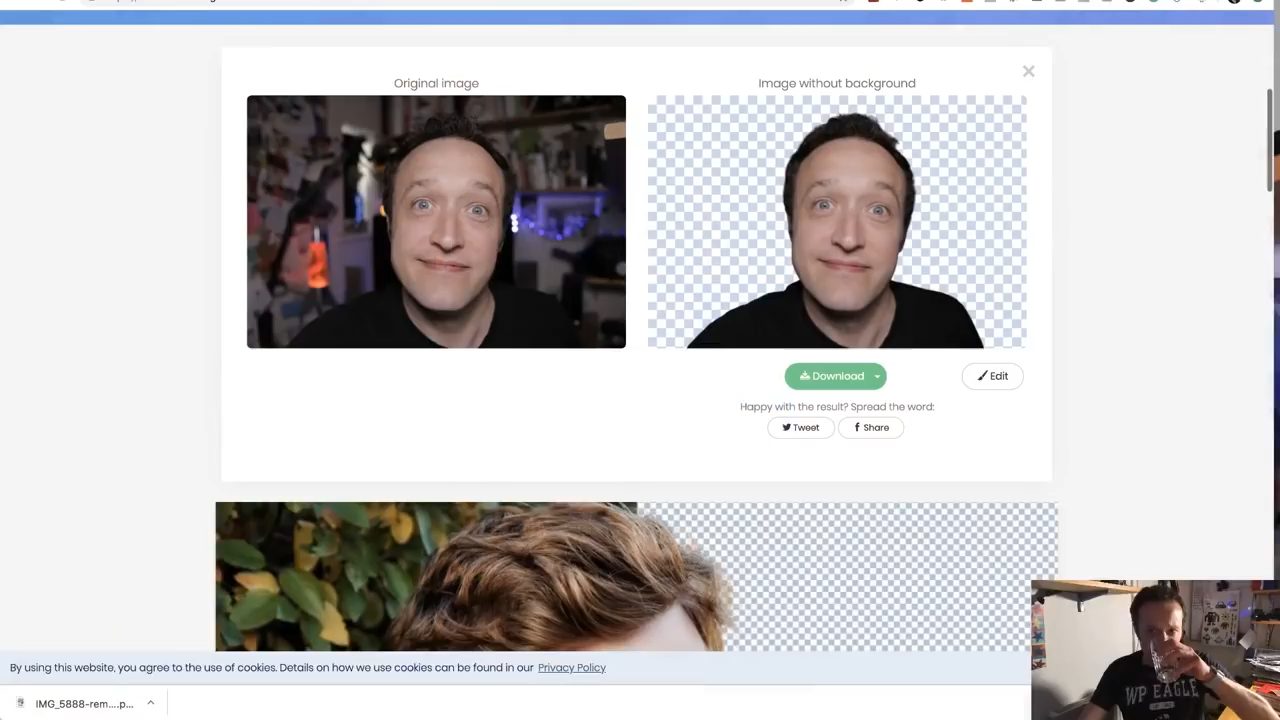 Original image
Image without background
Download
Edit
Happy with the result? Spread the word:
Tweet
Share
By using this website, you agree to the use of cookies. Details on how we use cookies can be found in our Privacy Policy
IMG_5888-rem....p...
WP EAGLE